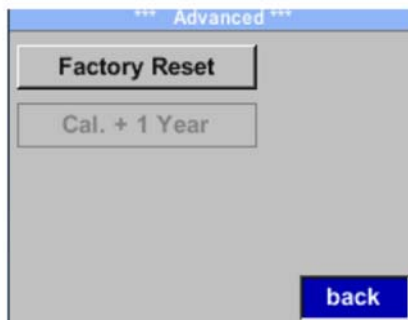 *** Advanced ***
Factory Reset
Cal. + 1 Year
back